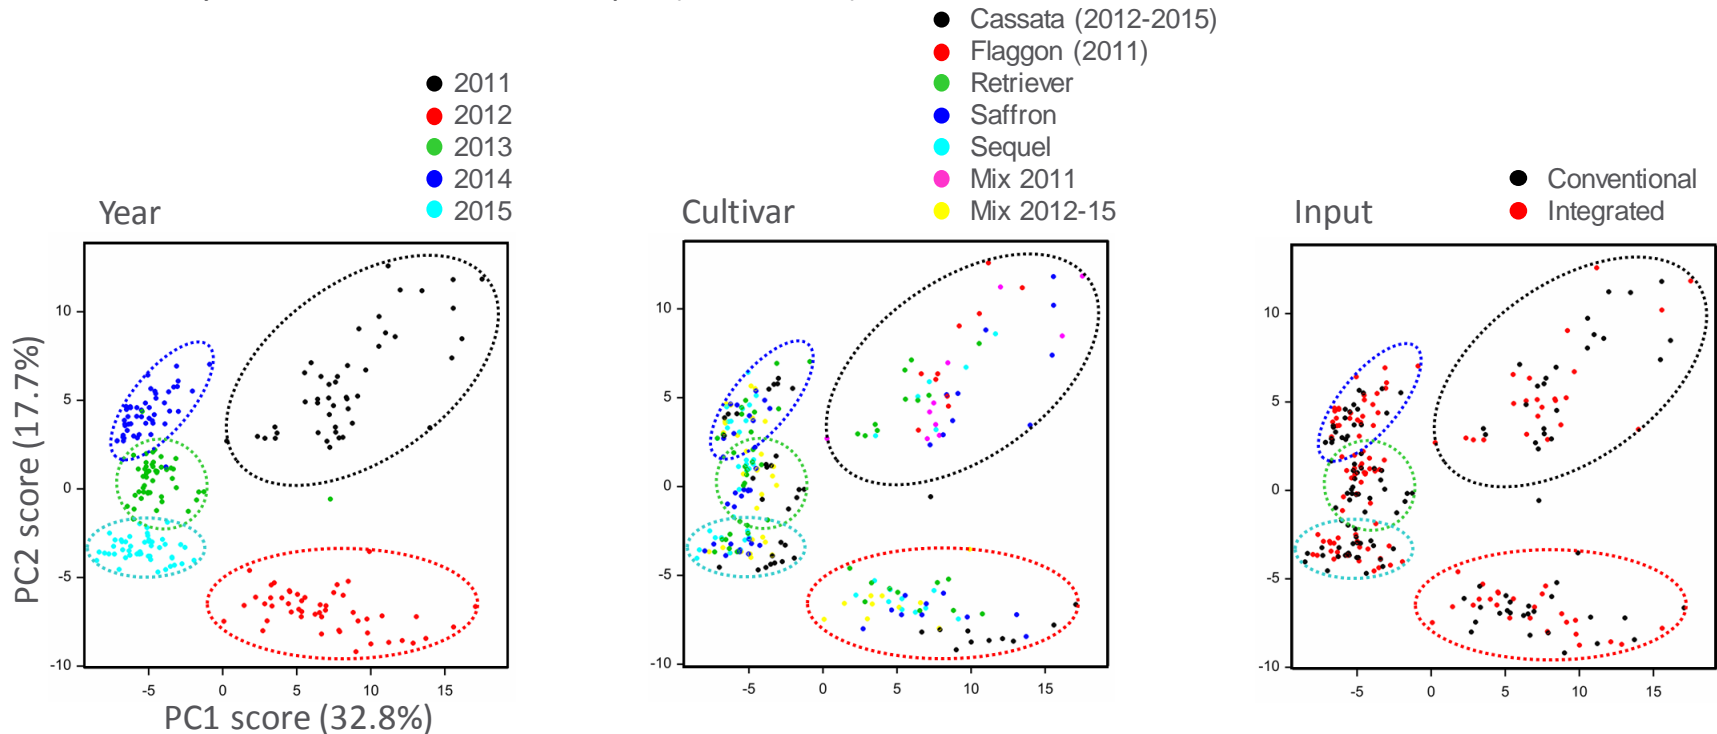 Year
2011
2012
2013
2014
2015
10
5
0
-5
-10
-5
0
5
10
15
PC2 score (17.7%)
PC1 score (32.8%)
Cultivar
Cassata (2012-2015)
Flaggon (2011)
Retriever
Saffron
Sequel
Mix 2011
Mix 2012-15
10
5
0
-5
-10
-5
0
5
10
15
Input
Conventional
Integrated
10
5
0
-5
-10
-5
0
5
10
15